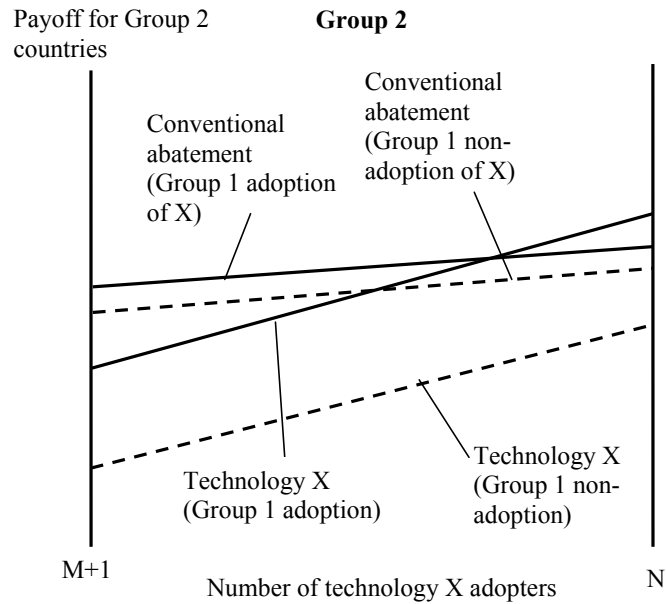 Payoff for Group 2
countries
Group 2
Conventional
abatement
(Group 1 adoption
of X)
Conventional
abatement
(Group 1 non-
adoption of X)
Technology X
(Group 1 adoption)
Technology X
(Group 1 non-
adoption)
M+1
Number of technology X adopters
N